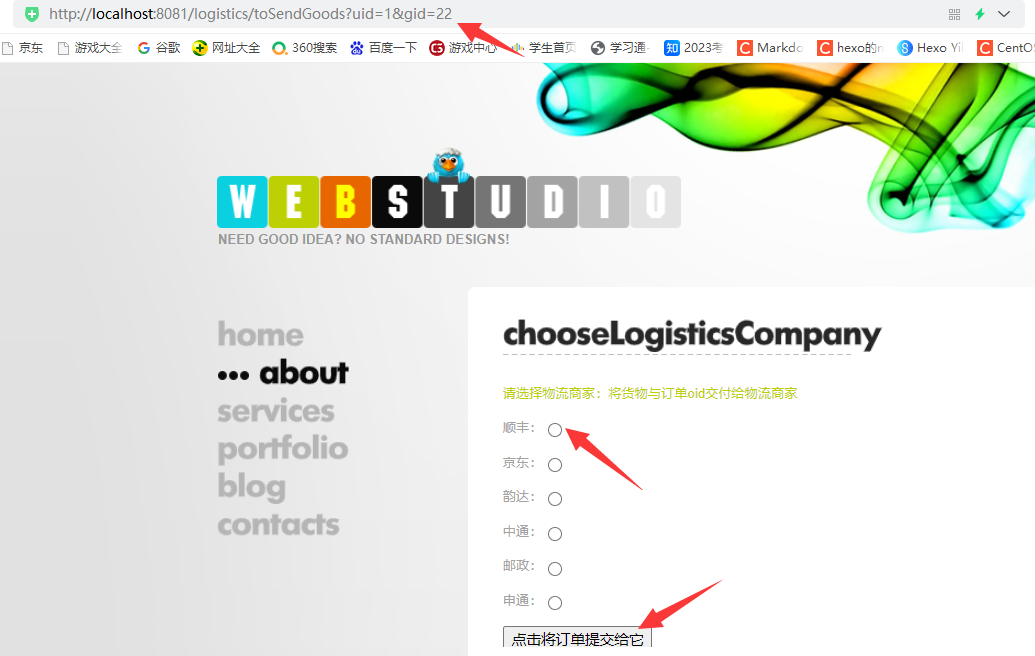 http://localhost:8081/logistics/toSendGoods?uid=1&gid=22
京东 游戏大全 谷歌 网址大全 360搜索 百度一下 游戏中心 学生首页 学习通 2023考 Markdo hexo的 Hexo Yi CentO
WEBSTUDIO
NEED GOOD IDEA? NO STANDARD DESIGNS!
home
••• about
services
portfolio
blog
contacts
chooseLogisticsCompany
请选择物流商家：将货物与订单oid交付给物流商家
顺丰：
京东：
韵达：
中通：
邮政：
申通：
点击将订单提交给它